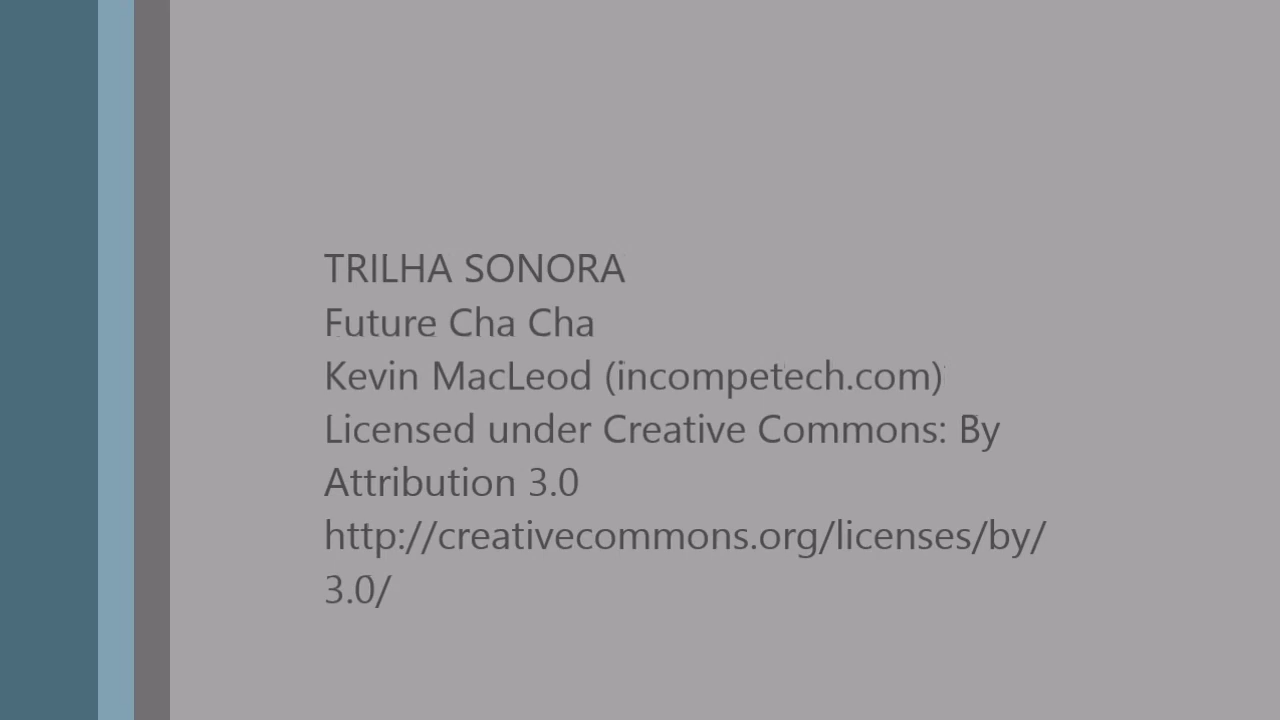 TRILHA SONORA
Future Cha Cha
Kevin MacLeod (incompetech.com)
Licensed under Creative Commons: By
Attribution 3.0
http://creativecommons.org/licenses/by/
3.0/